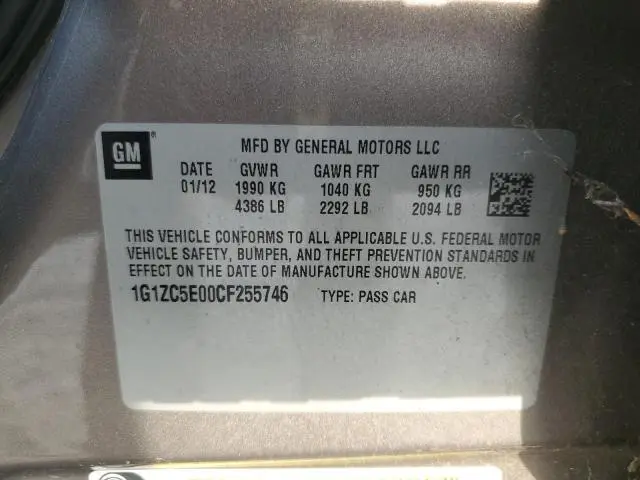 GM
MFD BY GENERAL MOTORS LLC
DATE GVWR GAWR FRT GAWR RR
01/12 1990 KG 1040 KG 950 KG
4386 LB 2292 LB 2094 LB
THIS VEHICLE CONFORMS TO ALL APPLICABLE U.S. FEDERAL MOTOR
VEHICLE SAFETY, BUMPER, AND THEFT PREVENTION STANDARDS IN
EFFECT ON THE DATE OF MANUFACTURE SHOWN ABOVE.
1G1ZC5E00CF255746 TYPE: PASS CAR